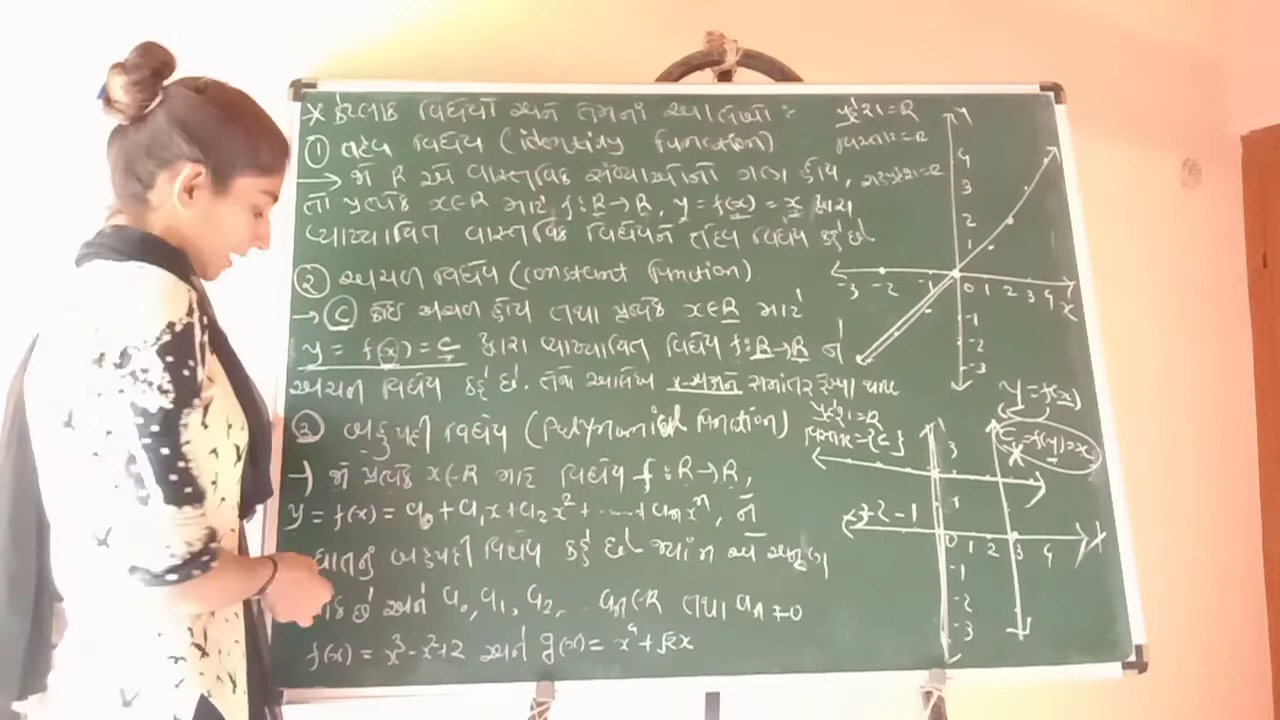 * કેટલાક વિધેયો અને તેમનાં આલેખો :
① તદેવ વિધેય (identity Function)
→ જો R એ વાસ્તવિક સંખ્યાઓનો ગણ હોય,
તો પ્રત્યેક x∈R માટે f:R→R, y = f(x) = x દ્વારા
વ્યાખ્યાયિત વાસ્તવિક વિધેયને તદેવ વિધેય કહે છે
② અચળ વિધેય (constant Function)
→ C કોઈ અચળ હોય તથા પ્રત્યેક x∈R માટે
y = f(x) = c દ્વારા વ્યાખ્યાયિત વિધેય f:R→R ને
અચળ વિધેય કહે છે. તેનો આલેખ x-અક્ષને સમાંતર રેખા થાય
③ બહુપદી વિધેય (Polynomial Function)
→ જો પ્રત્યેક x∈R માટે વિધેય f:R→R,
y = f(x) = a₀ + a₁x + a₂x² + ..... + aₙxⁿ, ને
ઘાતનું બહુપદી વિધેય કહે છે જ્યાં n એ અનૃણ
છે અને a₀, a₁, a₂, ... aₙ∈R તથા aₙ ≠ 0
f(x) = x³ - x² + 2 અને g(x) = x⁴ + √2x
પ્રદેશ = R
વિસ્તાર = R
સહપ્રદેશ = R
Y
4
3
2
1
-3 -2 -1 0 1 2 3 4 X
-1
-2
-3
y = f(x)
પ્રદેશ = R
વિસ્તાર = {c}
f(y) = x
3
-2 -1 0 1 2 3 4 X
-1
-2
-3